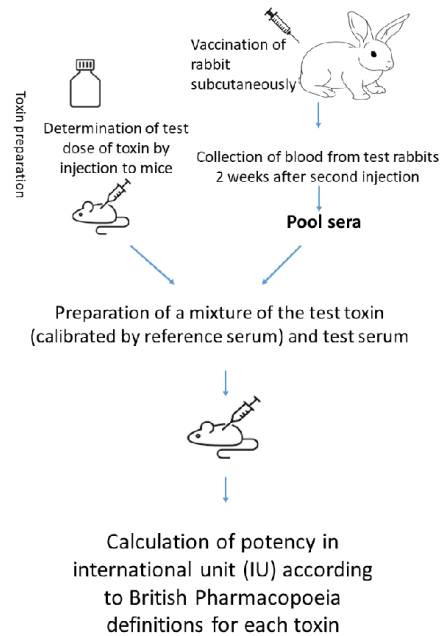 Toxin preparation
Determination of test
dose of toxin by
injection to mice
Vaccination of
rabbit
subcutaneously
Collection of blood from test rabbits
2 weeks after second injection
Pool sera
Preparation of a mixture of the test toxin
(calibrated by reference serum) and test serum
Calculation of potency in
international unit (IU) according
to British Pharmacopoeia
definitions for each toxin